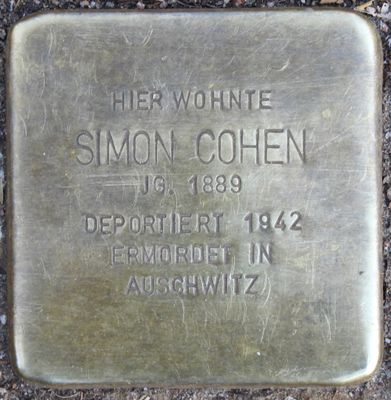 HIER WOHNTE
SIMON COHEN
JG. 1889
DEPORTIERT 1942
ERMORDET IN
AUSCHWITZ